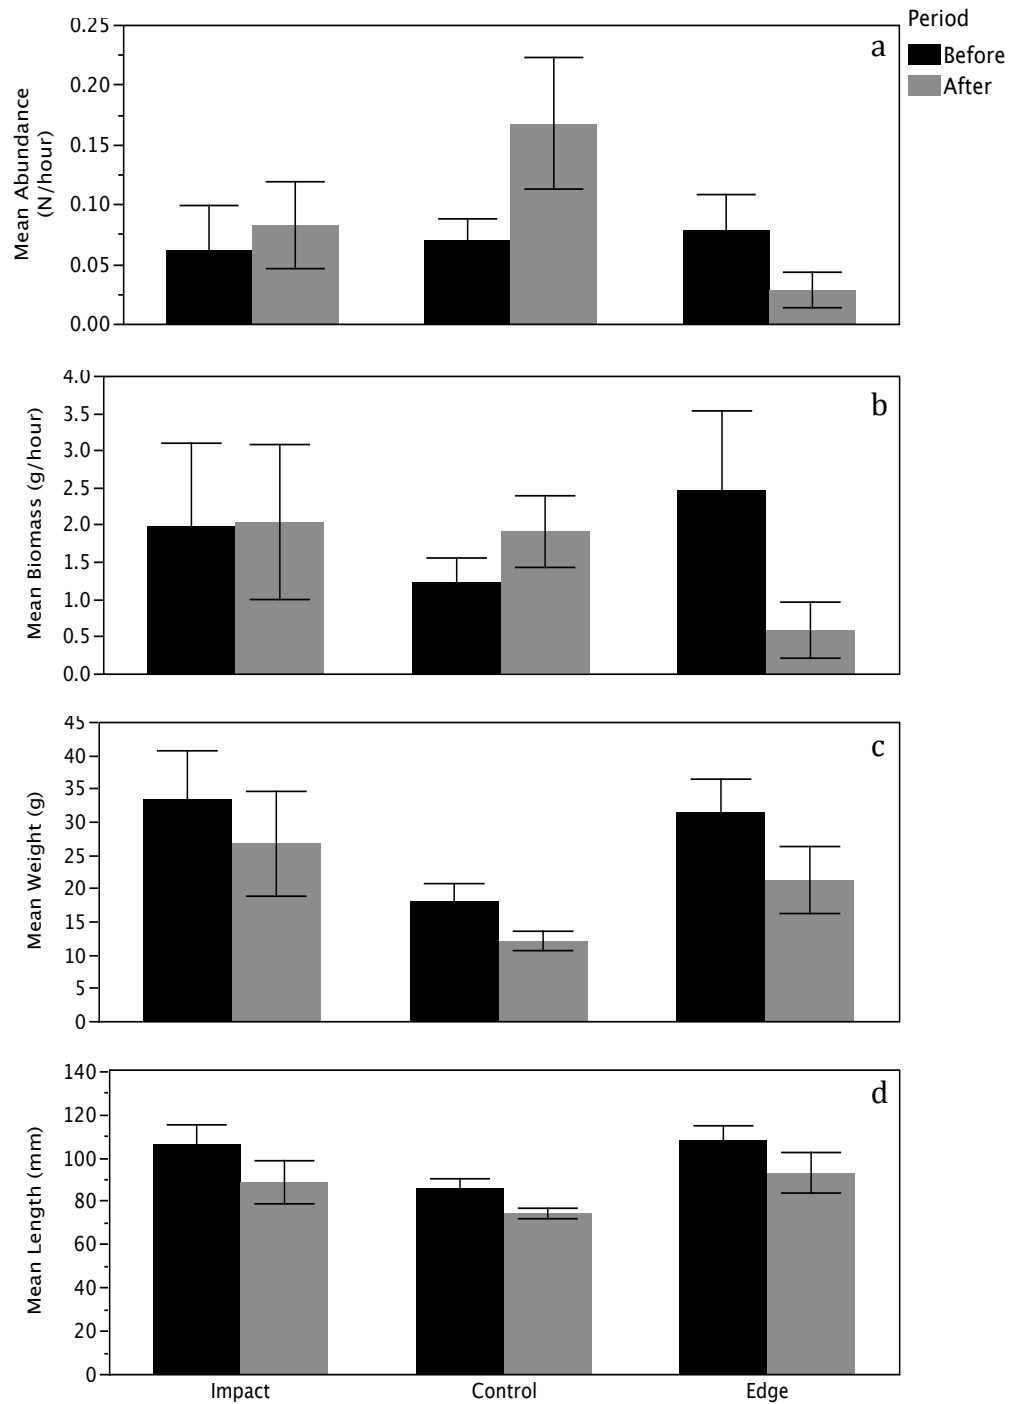 Period
Before
After
a
0.25
0.20
0.15
0.10
0.05
0.00
Mean Abundance
(N/hour)
b
4.0
3.5
3.0
2.5
2.0
1.5
1.0
0.5
0.0
Mean Biomass (g/hour)
c
45
40
35
30
25
20
15
10
5
0
Mean Weight (g)
d
140
120
100
80
60
40
20
0
Mean Length (mm)
Impact Control Edge